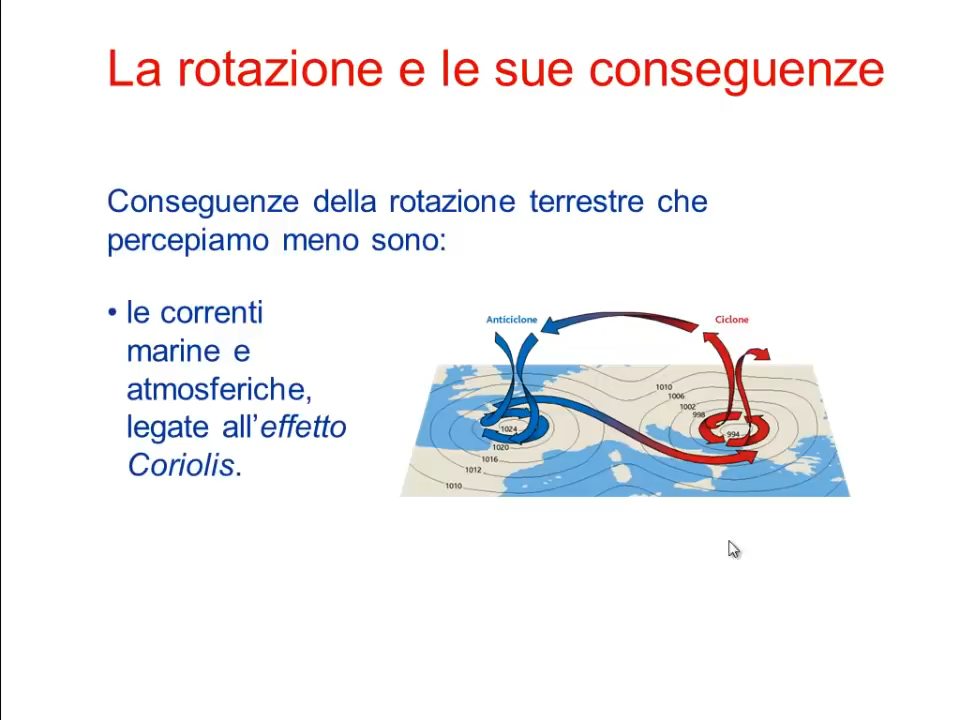 La rotazione e le sue conseguenze
Conseguenze della rotazione terrestre che
percepiamo meno sono:
• le correnti
marine e
atmosferiche,
legate all’effetto
Coriolis.
Anticiclone
Ciclone
1010
1006
1002
998
994
1024
1020
1016
1012
1010